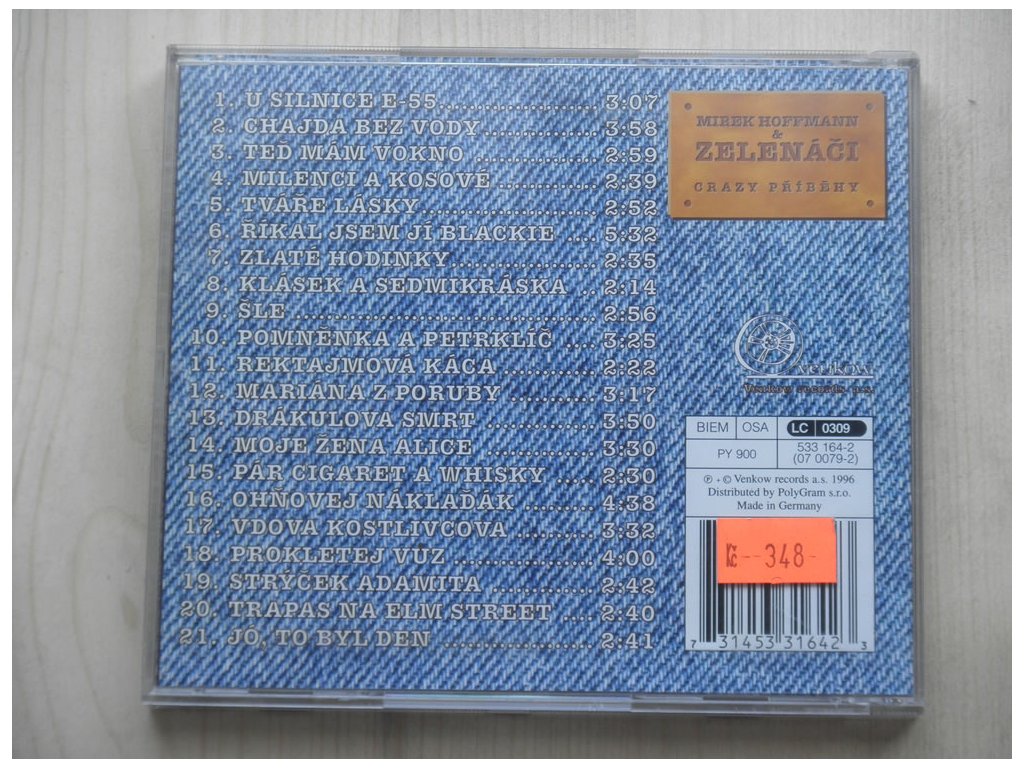 1. U SILNICE E-55.................... 3:07
2. CHAJDA BEZ VODY.............. 3:58
3. TEĎ MÁM VOKNO ............... 2:59
4. MILENCI A KOSOVÉ ............. 2:39
5. TVÁŘE LÁSKY...................... 2:52
6. ŘÍKAL JSEM JÍ BLACKIE .... 5:32
7. ZLATÉ HODINKY.................. 2:35
8. KLÁSEK A SEDMIKRÁSKA .. 2:14
9. ŠLE ..................................... 2:56
10. POMNĚNKA A PETRKLÍČ .... 3:25
11. REKTAJMOVÁ KÁCA ........... 2:22
12. MARIÁNA Z PORUBY .......... 3:17
13. DRÁKULOVA SMRT ............. 3:50
14. MOJE ŽENA ALICE ............. 3:30
15. PÁR CIGARET A WHISKY ..... 2:30
16. OHŇOVEJ NÁKLAĎÁK ......... 4:38
17. VDOVA KOSTLIVCOVA ......... 3:32
18. PROKLETEJ VŮZ ................ 4:00
19. STRÝČEK ADAMITA ............ 2:42
20. TRAPAS NA ELM STREET .... 2:40
21. JÓ, TO BYL DEN ................. 2:41
MIREK HOFFMANN
&
ZELENÁČI
CRAZY PŘÍBĚHY
venkow
Venkow records a.s.
BIEM OSA LC 0309
PY 900 533 164-2
(07 0079-2)
℗ + © Venkow records a.s. 1996
Distributed by PolyGram s.r.o.
Made in Germany
Kč -- 348 -
7 31453 31642 3